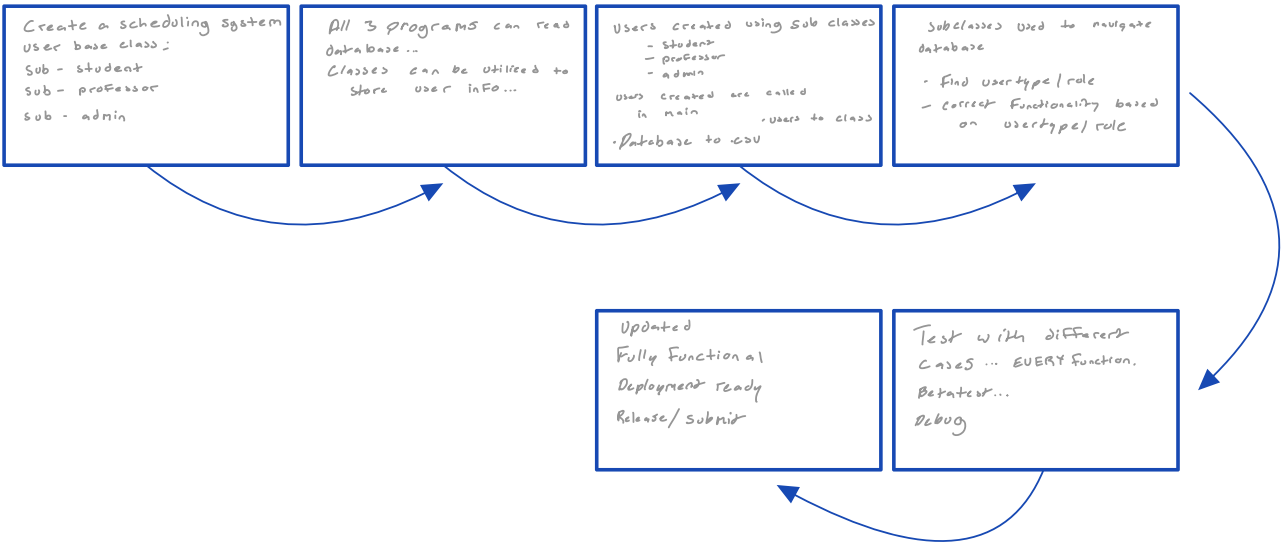 Create a scheduling system
user base class:
Sub - student
Sub - professor
Sub - admin
All 3 programs can read
database...
Classes can be utilized to
store user info...
Users created using sub classes
- student
- professor
- admin
users created are called
in main
• users to class
• Database to .csv
Subclasses used to navigate
database
• Find usertype/role
- correct functionality based
on usertype/role
Test with different
Cases ... EVERY function.
Betatest...
Debug
Updated
Fully Functional
Deployment ready
Release/submit